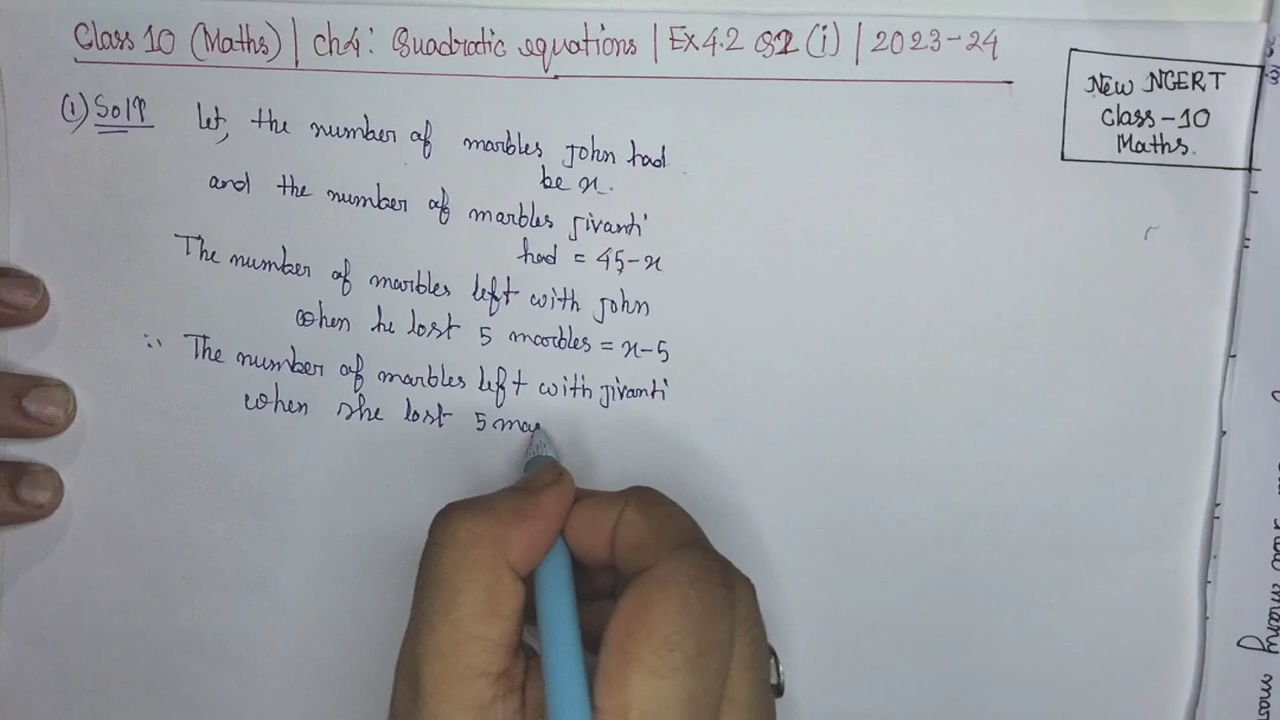 Class 10 (Maths) | ch4: Quadratic equations | Ex 4.2 Q2 (i) | 2023-24
New NCERT
Class-10
Maths.
(i) Solⁿ Let, the number of marbles John had
be x.
and the number of marbles Jivanti
had = 45-x
The number of marbles left with John
when he lost 5 marbles = x-5
∵ The number of marbles left with Jivanti
when she lost 5 mar